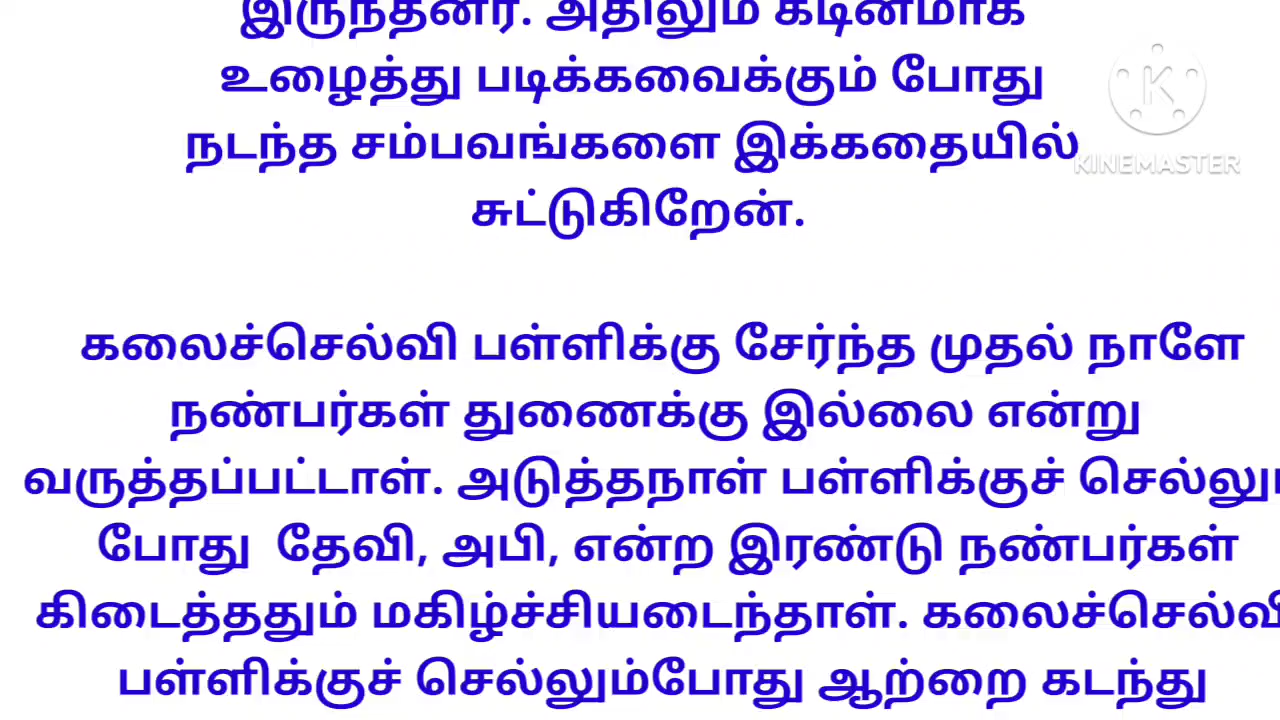 இருந்தனர். அதிலும் கடினமாக
உழைத்து படிக்கவைக்கும் போது
நடந்த சம்பவங்களை இக்கதையில்
சுட்டுகிறேன்.
கலைச்செல்வி பள்ளிக்கு சேர்ந்த முதல் நாளே
நண்பர்கள் துணைக்கு இல்லை என்று
வருத்தப்பட்டாள். அடுத்தநாள் பள்ளிக்குச் செல்லும்
போது தேவி, அபி, என்ற இரண்டு நண்பர்கள்
கிடைத்ததும் மகிழ்ச்சியடைந்தாள். கலைச்செல்வி
பள்ளிக்குச் செல்லும்போது ஆற்றை கடந்து
K
KINEMASTER